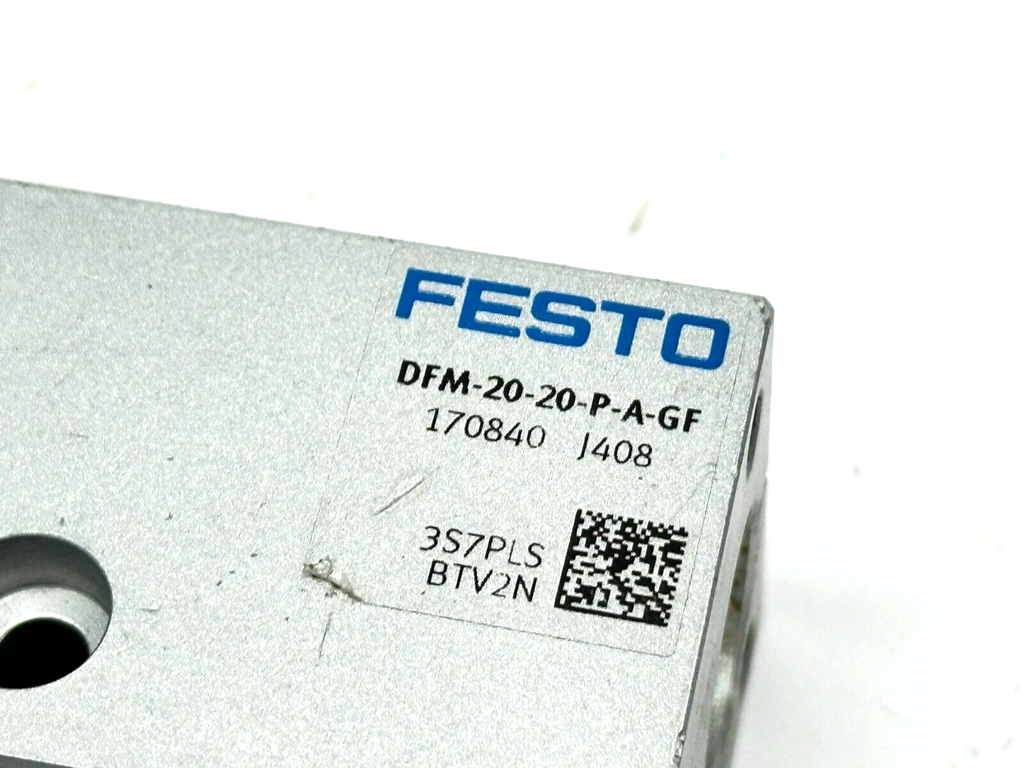 FESTO
DFM-20-20-P-A-GF
170840 J408
3S7PLS
BTV2N